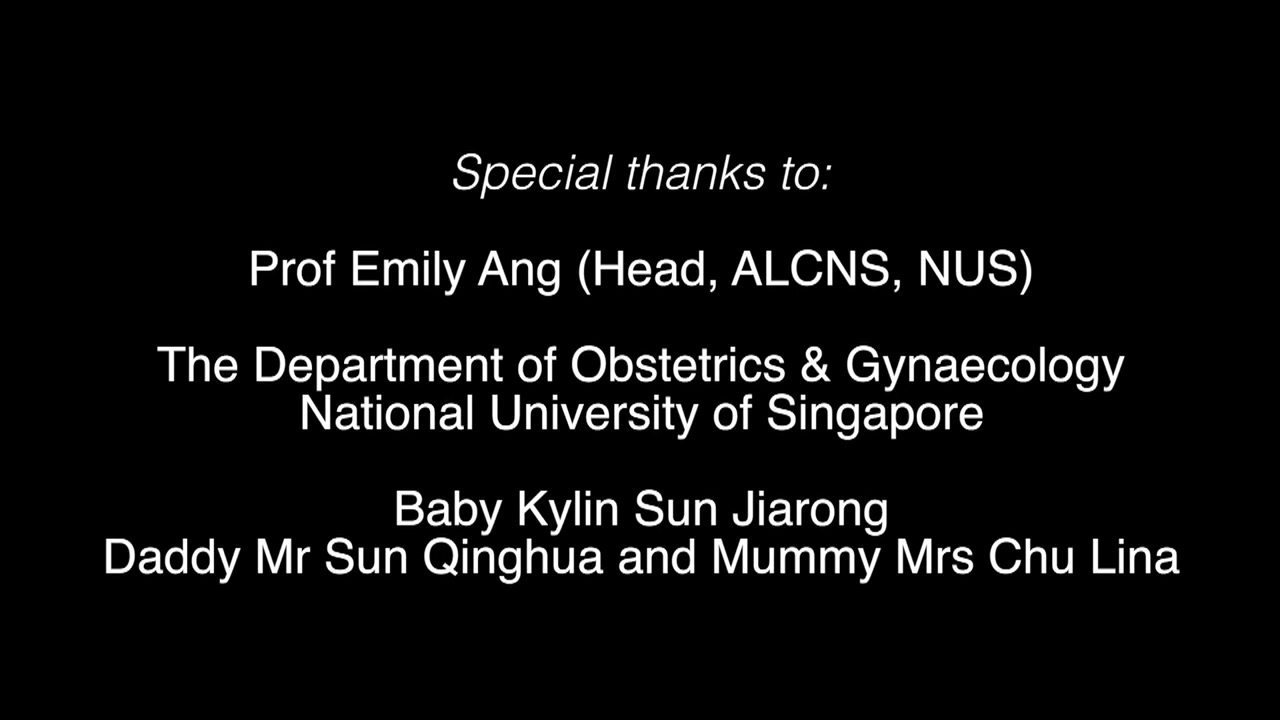 Special thanks to:
Prof Emily Ang (Head, ALCNS, NUS)
The Department of Obstetrics & Gynaecology
National University of Singapore
Baby Kylin Sun Jiarong
Daddy Mr Sun Qinghua and Mummy Mrs Chu Lina